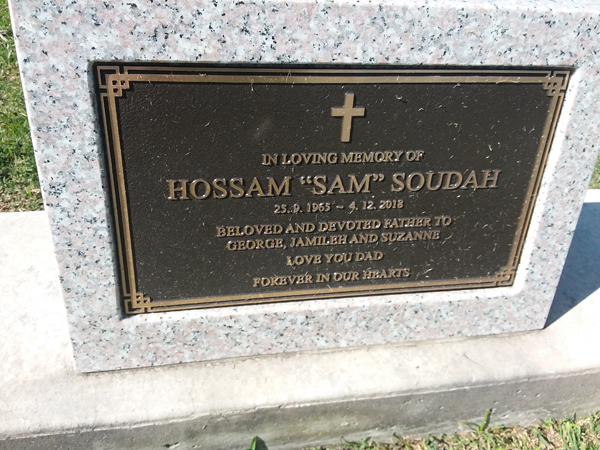 IN LOVING MEMORY OF
HOSSAM "SAM" SOUDAH
25. 9. 1965 ~ 4. 12. 2018
BELOVED AND DEVOTED FATHER TO
GEORGE, JAMILEH AND SUZANNE
LOVE YOU DAD
FOREVER IN OUR HEARTS